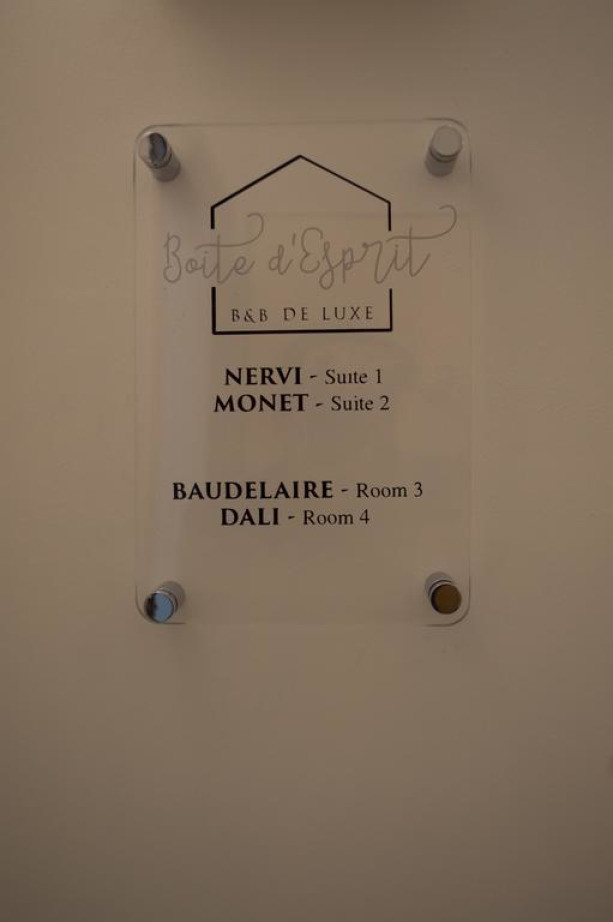 Boite d'Esprit
B&B DE LUXE
NERVI - Suite 1
MONET - Suite 2
BAUDELAIRE - Room 3
DALI - Room 4